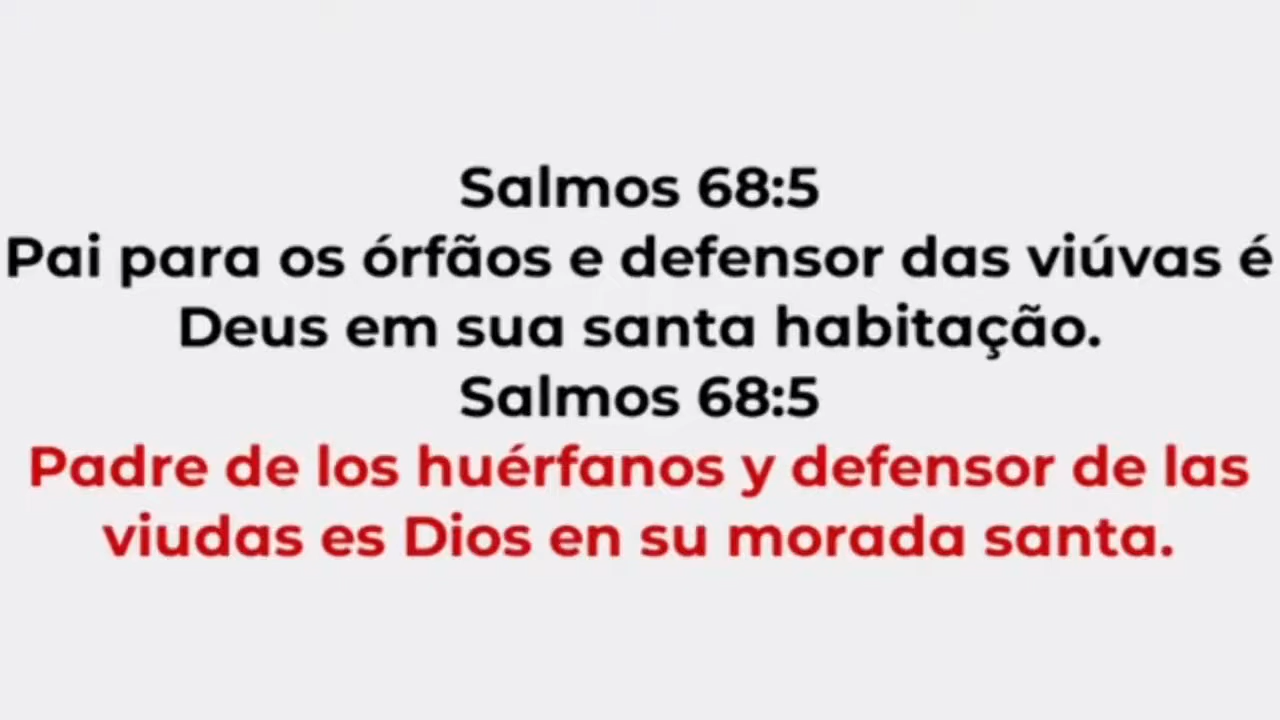 Salmos 68:5
Pai para os órfãos e defensor das viúvas é
Deus em sua santa habitação.
Salmos 68:5
Padre de los huérfanos y defensor de las
viudas es Dios en su morada santa.